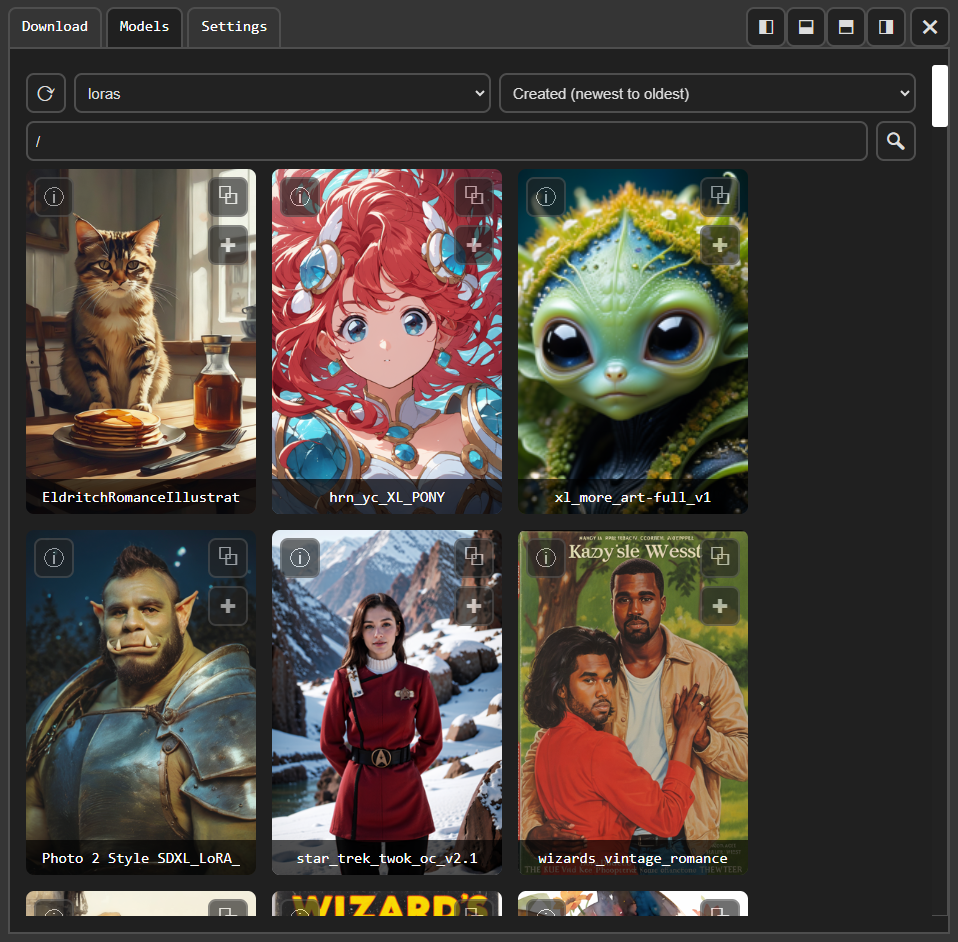 Download
Models
Settings
loras
Created (newest to oldest)
/
EldritchRomanceIllustrat
hrn_yc_XL_PONY
xl_more_art-full_v1
Kazy'sle Wesst
Photo 2 Style SDXL_LoRA_
star_trek_twok_oc_v2.1
wizards_vintage_romance
WIZARD'S